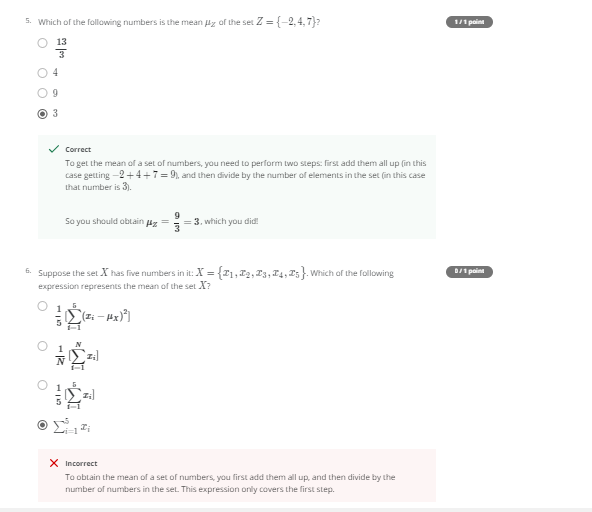 5. Which of the following numbers is the mean μ_Z of the set Z = {−2, 4, 7}?
1 / 1 point
13/3
4
9
3
Correct
To get the mean of a set of numbers, you need to perform two steps: first add them all up (in this
case getting −2 + 4 + 7 = 9), and then divide by the number of elements in the set (in this case
that number is 3).
So you should obtain μ_Z = 9/3 = 3, which you did!
6. Suppose the set X has five numbers in it: X = {x₁, x₂, x₃, x₄, x₅}. Which of the following
0 / 1 point
expression represents the mean of the set X?
1/5 [∑_{i=1}^{5} (x_i − μ_X)²]
1/N [∑_{i=1}^{N} x_i]
1/5 [∑_{i=1}^{5} x_i]
∑_{i=1}^{5} x_i
Incorrect
To obtain the mean of a set of numbers, you first add them all up, and then divide by the
number of numbers in the set. This expression only covers the first step.